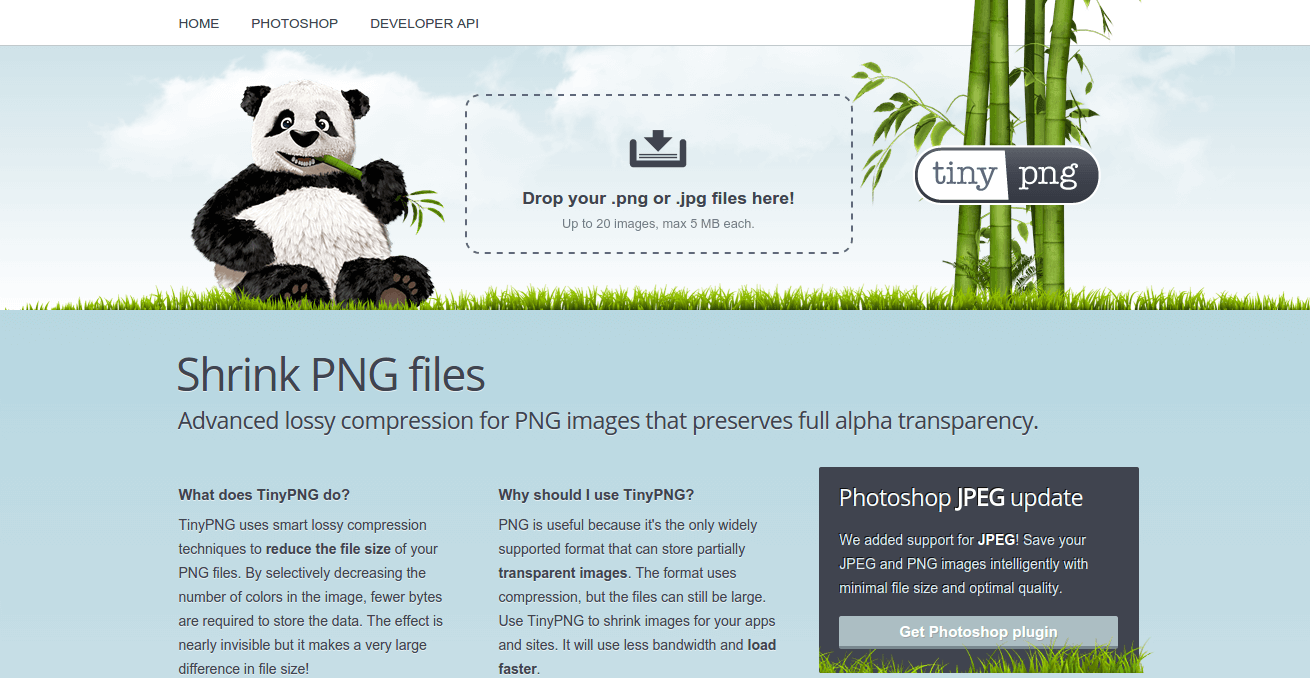 HOME PHOTOSHOP DEVELOPER API
Drop your .png or .jpg files here!
Up to 20 images, max 5 MB each.
tiny png
Shrink PNG files
Advanced lossy compression for PNG images that preserves full alpha transparency.
What does TinyPNG do?
TinyPNG uses smart lossy compression
techniques to reduce the file size of your
PNG files. By selectively decreasing the
number of colors in the image, fewer bytes
are required to store the data. The effect is
nearly invisible but it makes a very large
difference in file size!
Why should I use TinyPNG?
PNG is useful because it's the only widely
supported format that can store partially
transparent images. The format uses
compression, but the files can still be large.
Use TinyPNG to shrink images for your apps
and sites. It will use less bandwidth and load
faster.
Photoshop JPEG update
We added support for JPEG! Save your
JPEG and PNG images intelligently with
minimal file size and optimal quality.
Get Photoshop plugin